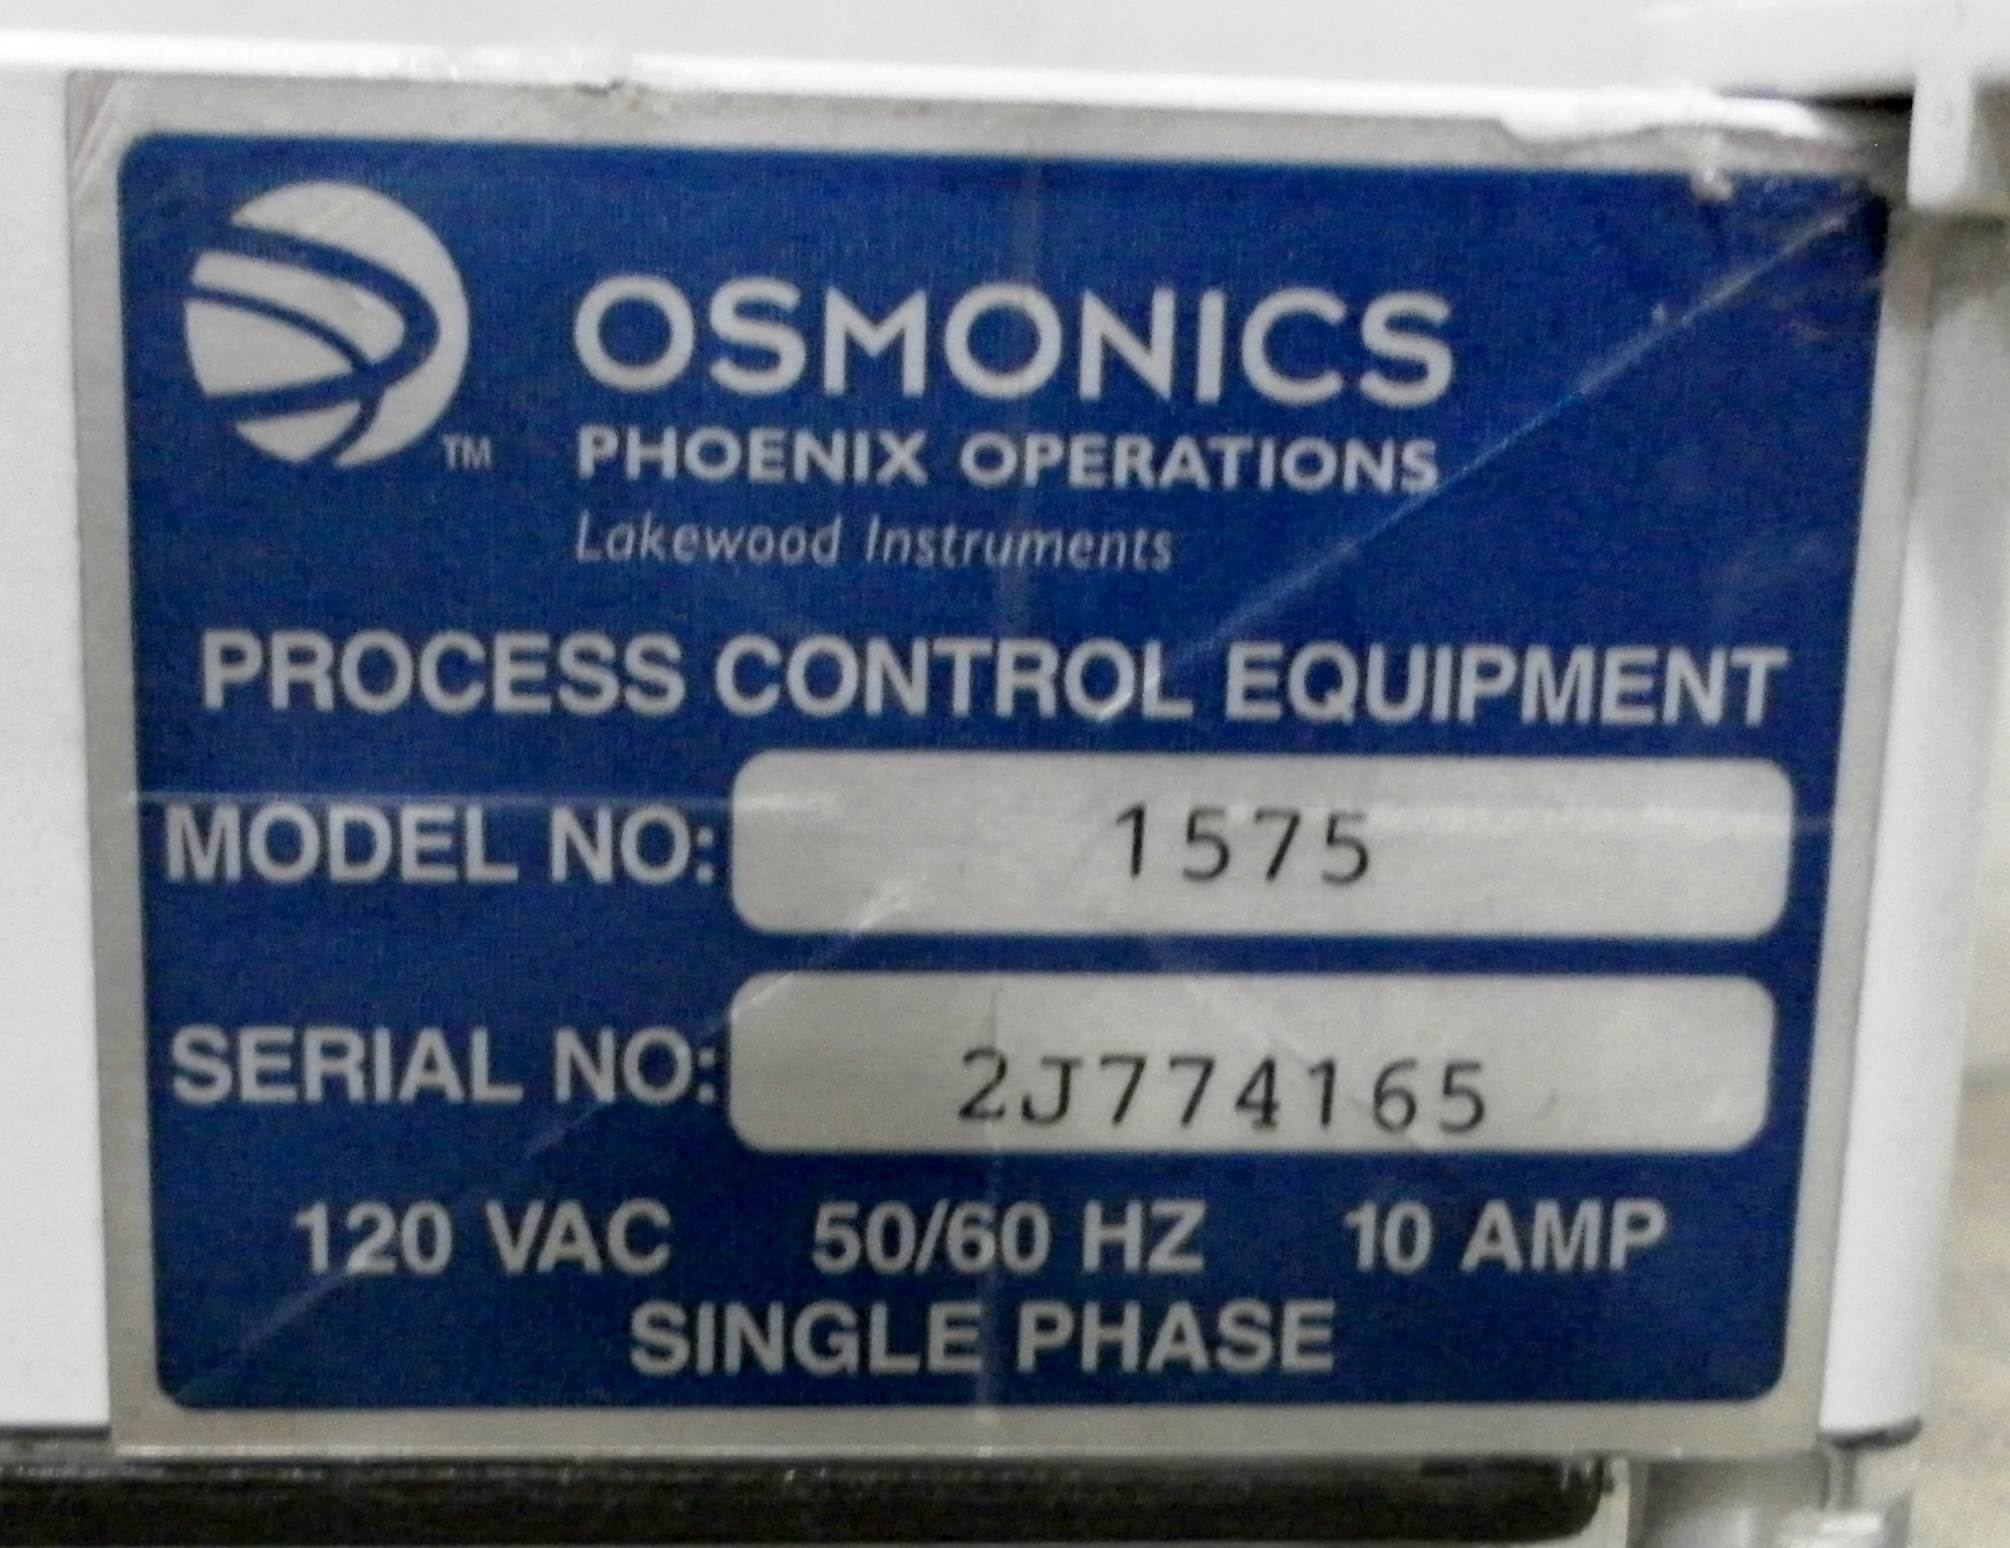 OSMONICS
TM
PHOENIX OPERATIONS
Lakewood Instruments
PROCESS CONTROL EQUIPMENT
MODEL NO: 1575
SERIAL NO: 2J774165
120 VAC 50/60 HZ 10 AMP
SINGLE PHASE